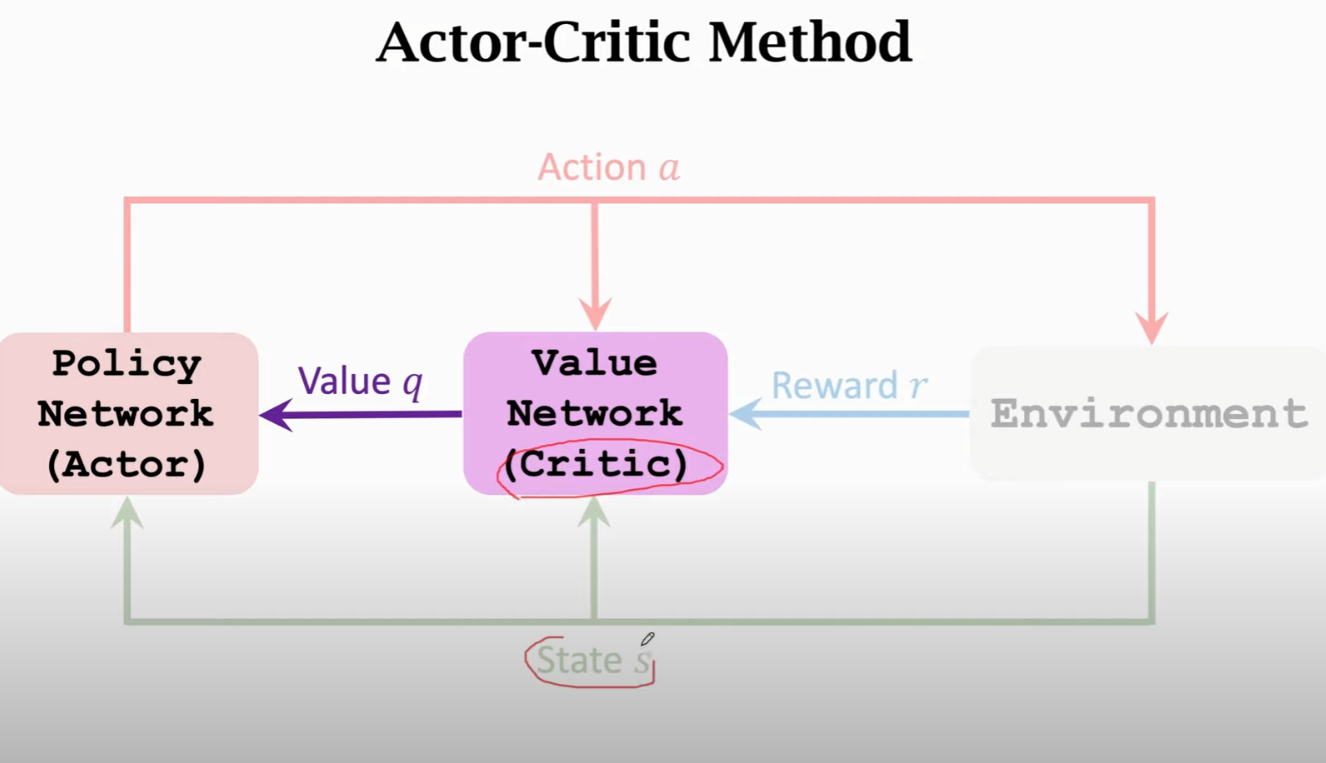 Actor-Critic Method
Action a
Policy
Network
(Actor)
Value q
Value
Network
(Critic)
Reward r
Environment
State s